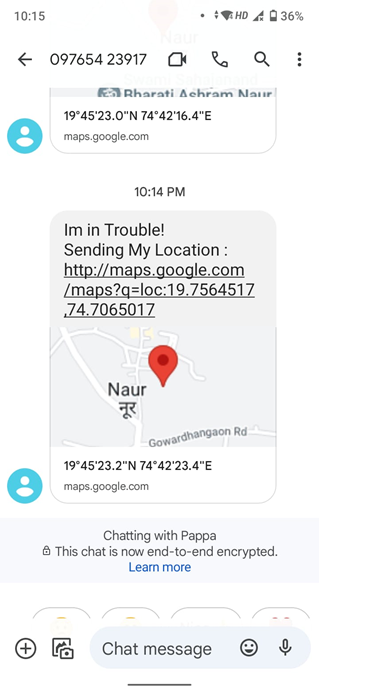 10:15
HD
36%
Naur
097654 23917
Bharati Ashram Naur
19°45'23.0"N 74°42'16.4"E
maps.google.com
10:14 PM
Im in Trouble!
Sending My Location :
http://maps.google.com
/maps?q=loc:19.7564517
,74.7065017
Naur
नूर
Gowardhangaon Rd
19°45'23.2"N 74°42'23.4"E
maps.google.com
Chatting with Pappa
This chat is now end-to-end encrypted.
Learn more
Chat message